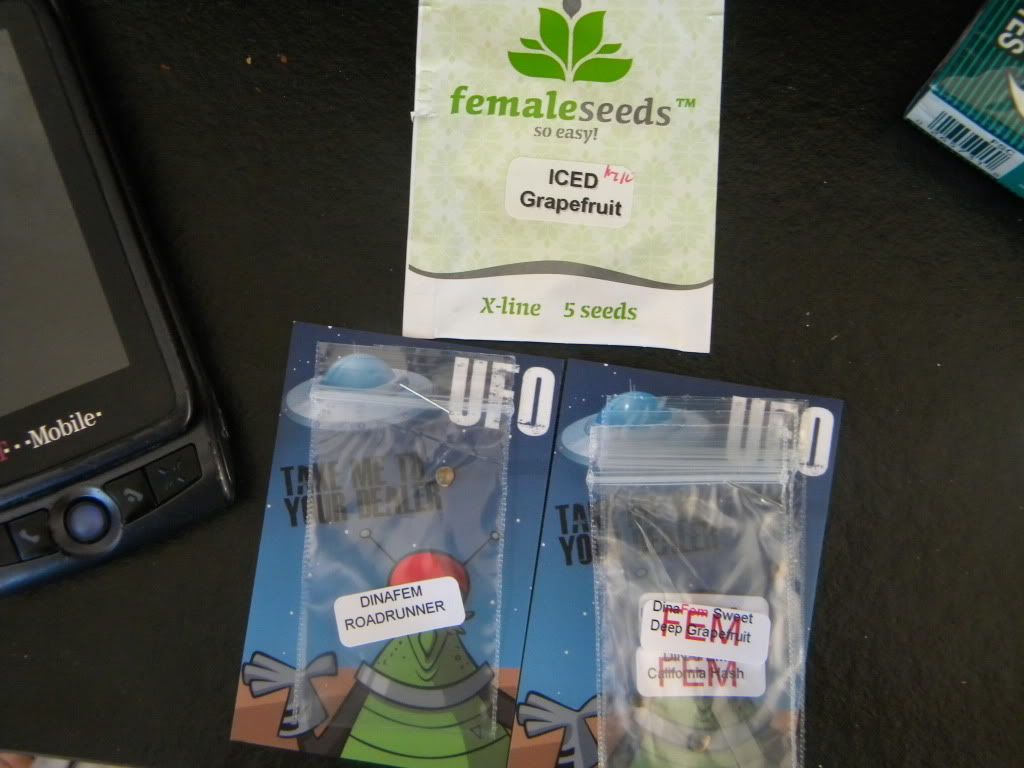 femaleseeds™
so easy!
ICED
Grapefruit
X-line 5 seeds
Mobile
UFO
TAKE ME TO
YOUR DEALER
DINAFEM
ROADRUNNER
UFO
DinaFem Sweet
Deep Grapefruit
FEM
California Hash
FEM